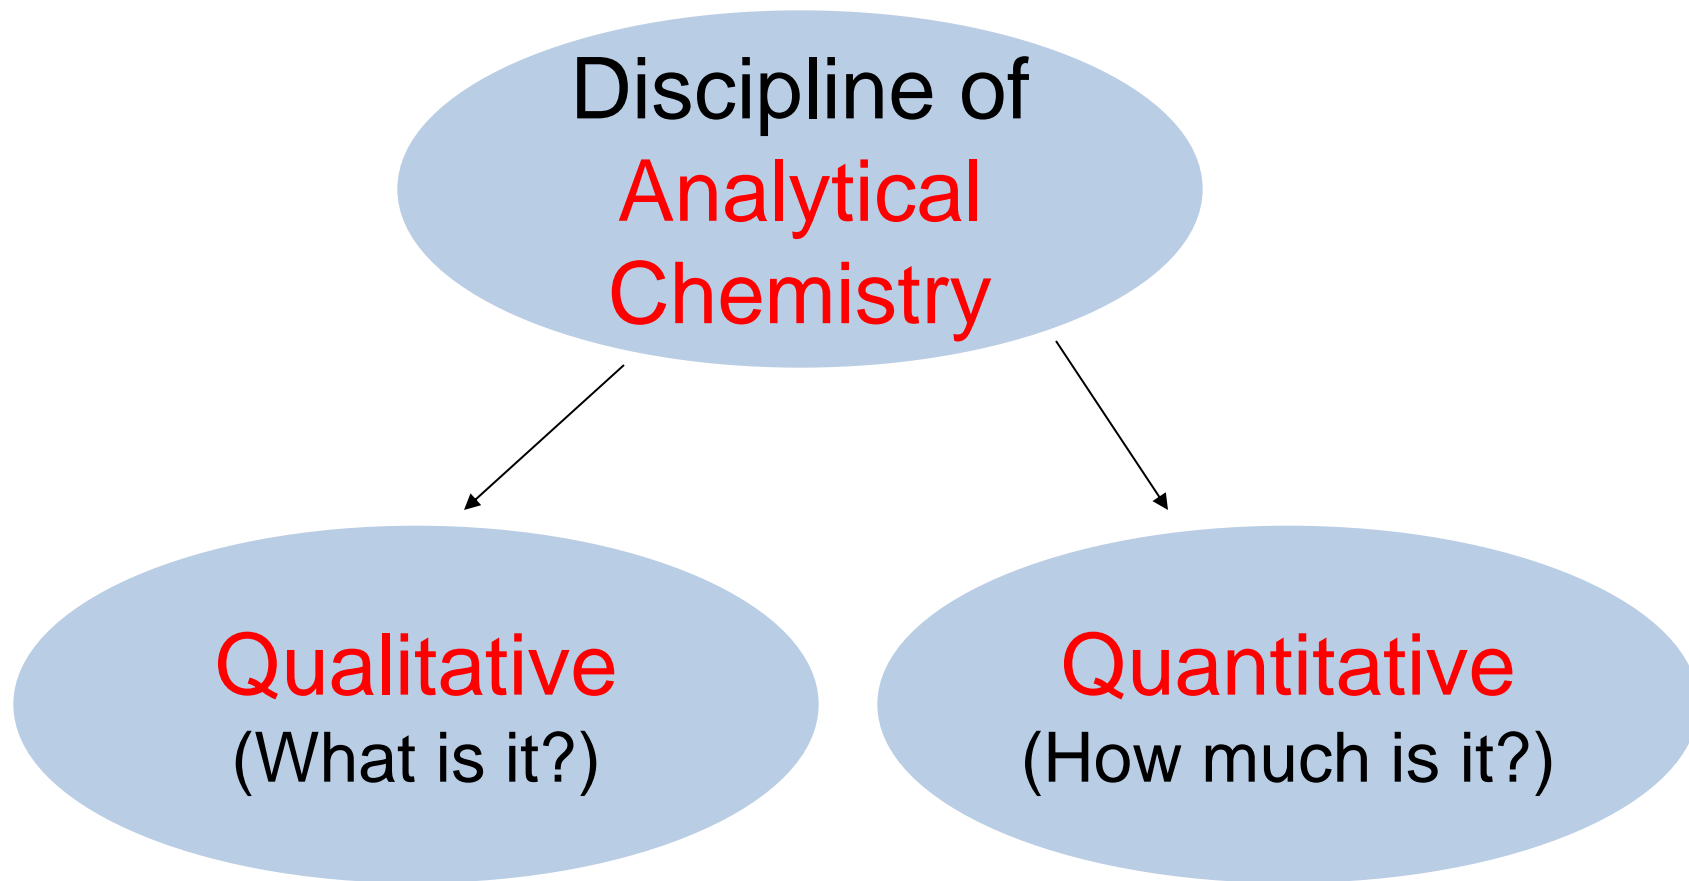 Discipline of
Analytical
Chemistry
Qualitative
(What is it?)
Quantitative
(How much is it?)